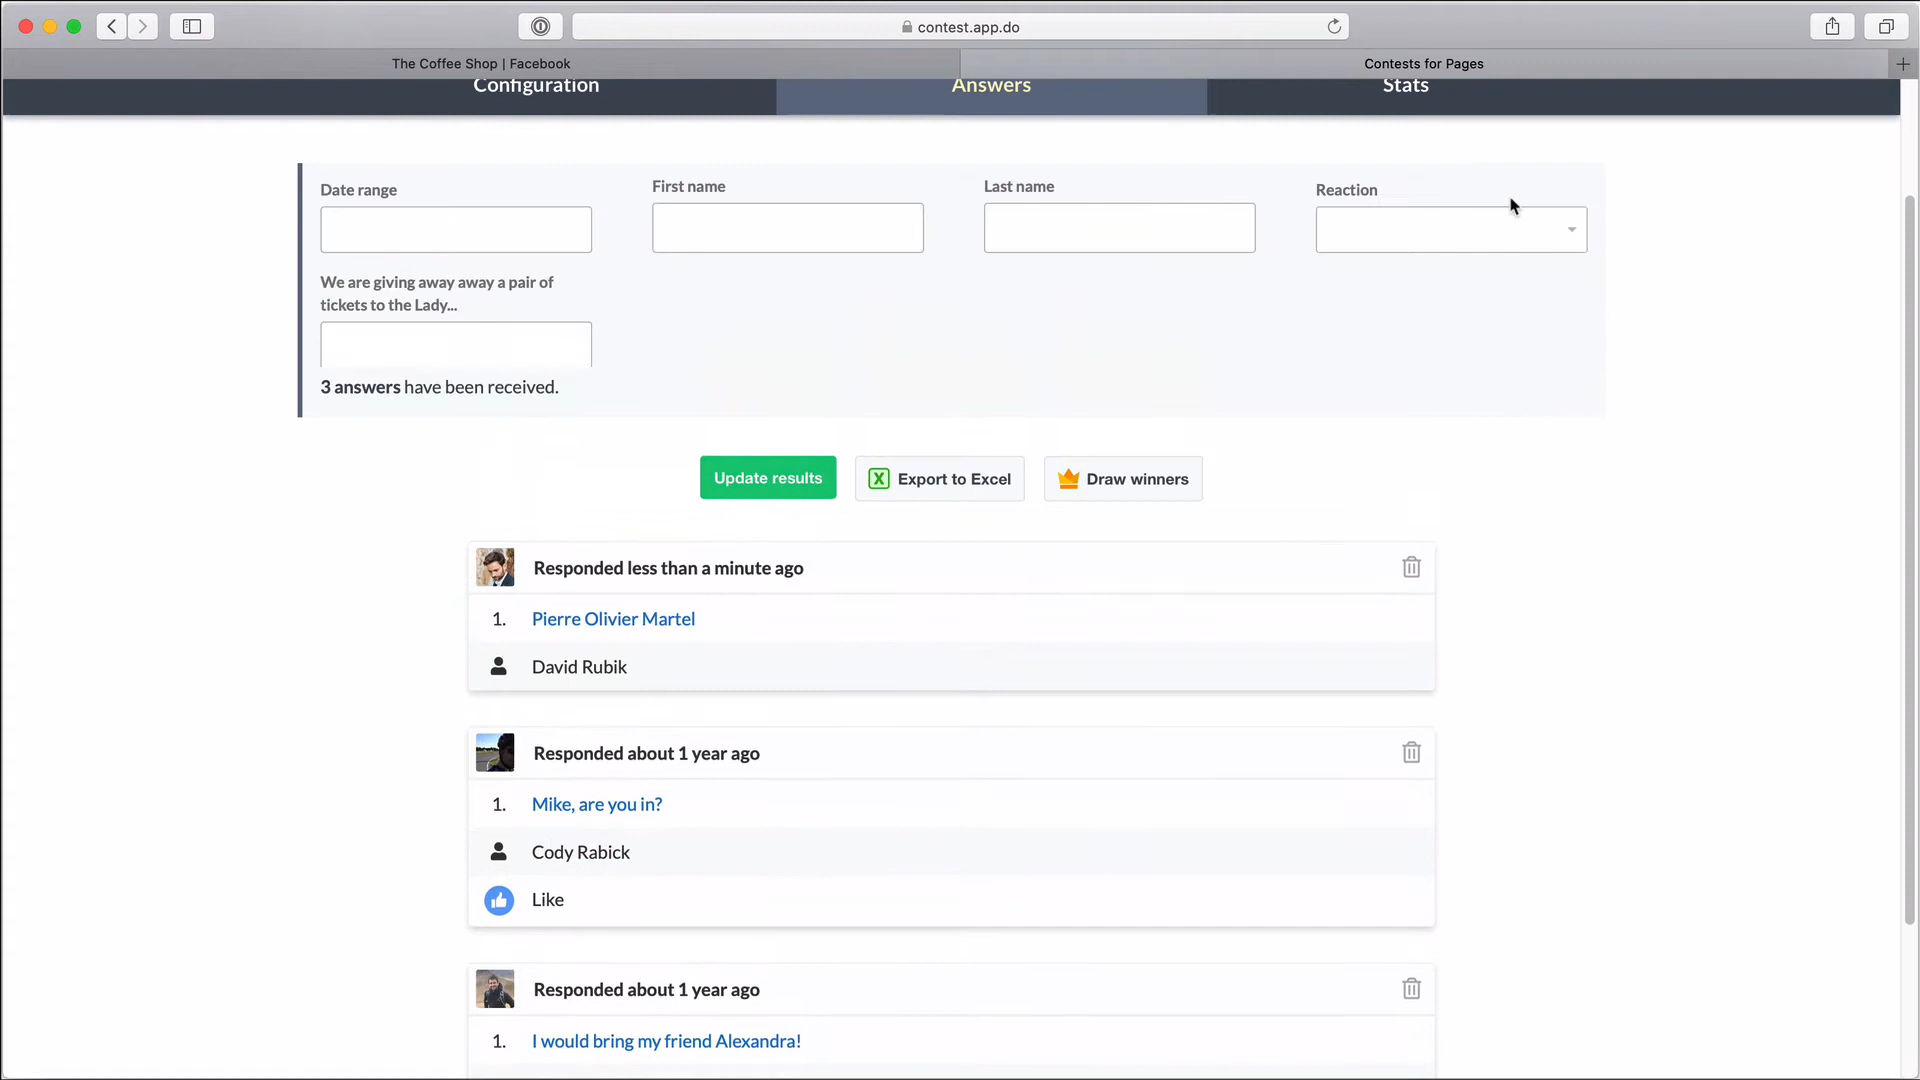 contest.app.do
The Coffee Shop | Facebook
Contests for Pages
Configuration
Answers
Stats
Date range
First name
Last name
Reaction
We are giving away away a pair of
tickets to the Lady...
3 answers have been received.
Update results
Export to Excel
Draw winners
Responded less than a minute ago
1. Pierre Olivier Martel
David Rubik
Responded about 1 year ago
1. Mike, are you in?
Cody Rabick
Like
Responded about 1 year ago
1. I would bring my friend Alexandra!